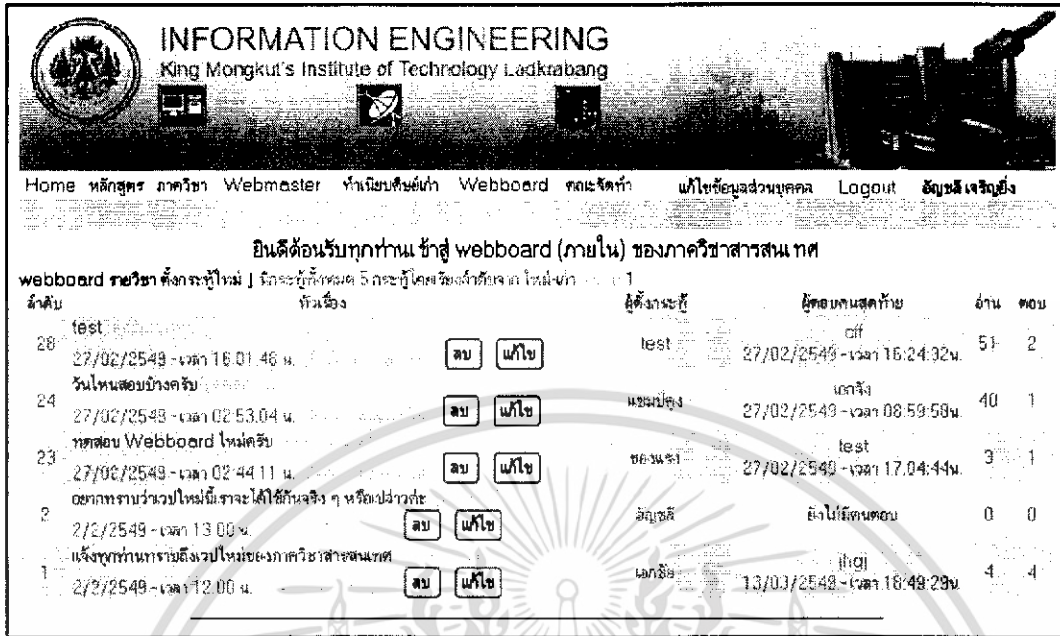 INFORMATION ENGINEERING
King Mongkut's Institute of Technology Ladkrabang
Home หลักสูตร ภาควิชา Webmaster ทำเนียบศิษย์เก่า Webboard คณะจัดทำ แก้ไขข้อมูลส่วนบุคคล Logout อัญชลี เจริญยิ่ง
ยินดีต้อนรับทุกท่านเข้าสู่ webboard (ภายใน) ของภาควิชาสารสนเทศ
webboard รายวิชา ตั้งกระทู้ใหม่ | มีกระทู้ทั้งหมด 5 กระทู้โดยเรียงลำดับจาก ใหม่-เก่า 1
ลำดับ หัวเรื่อง ผู้ตั้งกระทู้ ผู้ตอบคนสุดท้าย อ่าน ตอบ
28 test
27/02/2549 - เวลา 16:01:46 น. ลบ แก้ไข test off 27/02/2549 - เวลา 16:24:32น. 51 2
24 วันไหนสอบบ้างครับ
27/02/2549 - เวลา 02:53:04 น. ลบ แก้ไข 27/02/2549 - เวลา 08:59:58น. 40 1
23 ทดสอบ Webboard ใหม่ครับ
27/02/2549 - เวลา 02:44:11 น. ลบ แก้ไข test 27/02/2549 - เวลา 17:04:44น. 3 1
2 อยากทราบว่าเวปใหม่นี้เราจะได้ใช้กันจริง ๆ หรือเปล่าวค่ะ
2/2/2549 - เวลา 13:00 น. ลบ แก้ไข อัญชลี ยังไม่มีคนตอบ 0 0
1 แจ้งทุกท่านทราบถึงเวปใหม่ของภาควิชาสารสนเทศ
2/2/2549 - เวลา 12:00 น. ลบ แก้ไข เอกชัย jhgj 13/03/2549 - เวลา 18:49:29น. 4 4